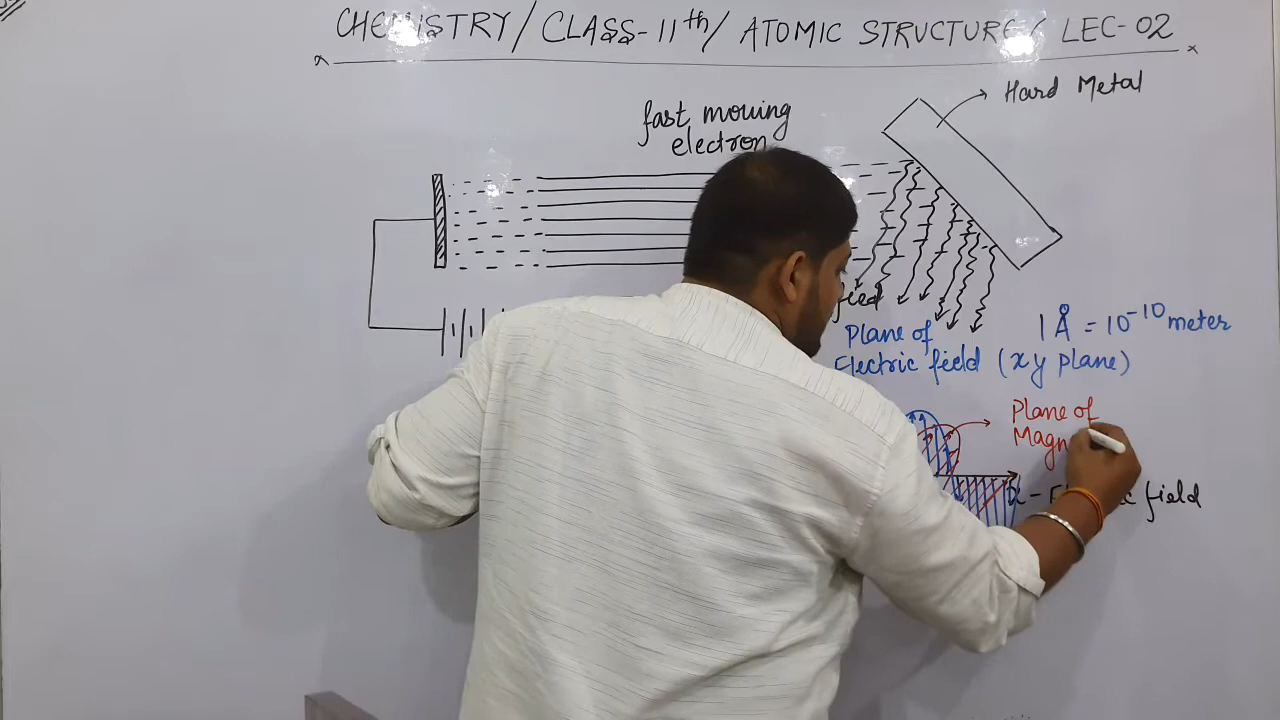 CHEMISTRY/CLASS-11th/ ATOMIC STRUCTURE/ LEC-02
Hard Metal
fast moving
electron
Plane of
Electric field (xy plane)
1 Å = 10-10 meter
Plane of
Magn
x-
field